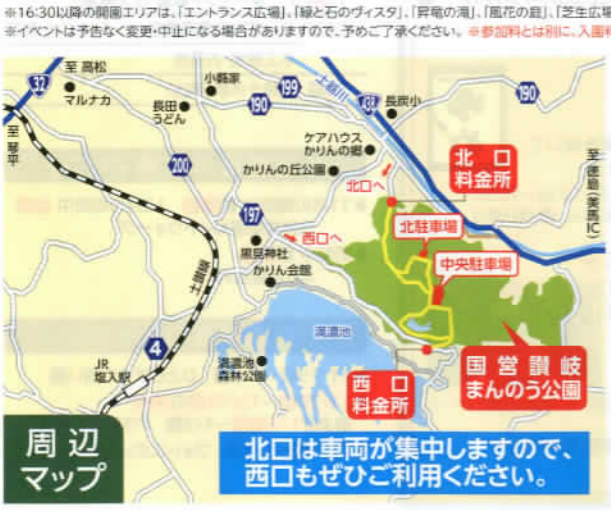 ※16:30以降の開園エリアは、「エントランス広場」、「緑と石のヴィスタ」、「昇竜の滝」、「風花の庭」、「芝生広場
※イベントは予告なく変更・中止になる場合がありますので、予めご了承ください。※参加料とは別に、入園料
至 高松
32
マルナカ
至 琴平
長田
うどん
小縣家
190
199
土器川
438
長炭小
190
ケアハウス
かりんの郷
かりんの丘公園
200
北口へ
北口
料金所
至 徳島(美馬IC)
197
西口へ
黒見神社
かりん会館
北駐車場
中央駐車場
土讃線
満濃池
4
JR
塩入駅
満濃池
森林公園
西口
料金所
国営讃岐
まんのう公園
周辺
マップ
北口は車両が集中しますので、
西口もぜひご利用ください。